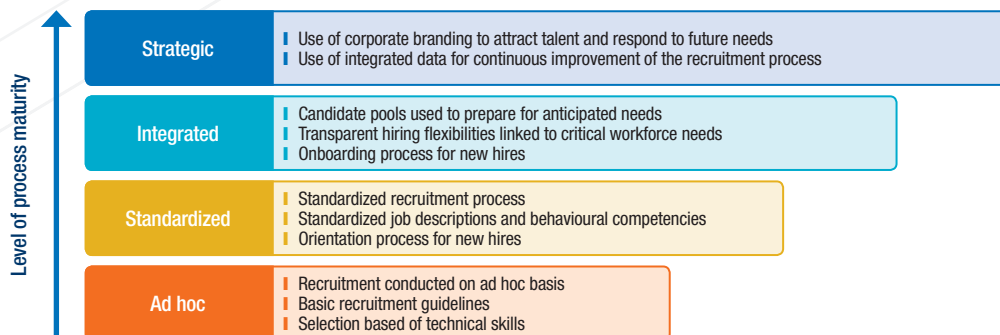 Level of process maturity
Strategic
Use of corporate branding to attract talent and respond to future needs
Use of integrated data for continuous improvement of the recruitment process
Integrated
Candidate pools used to prepare for anticipated needs
Transparent hiring flexibilities linked to critical workforce needs
Onboarding process for new hires
Standardized
Standardized recruitment process
Standardized job descriptions and behavioural competencies
Orientation process for new hires
Ad hoc
Recruitment conducted on ad hoc basis
Basic recruitment guidelines
Selection based of technical skills